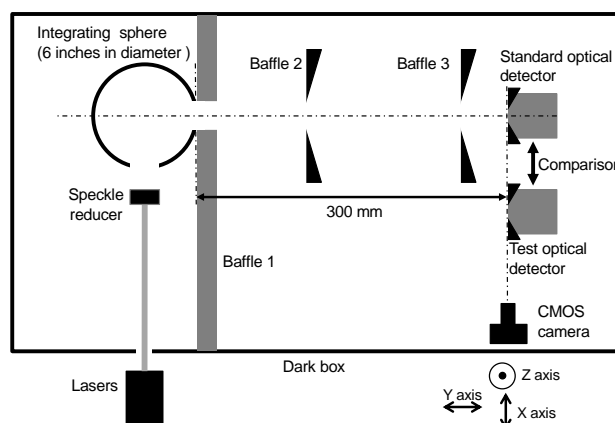 Integrating sphere
(6 inches in diameter )
Baffle 2
Baffle 3
Standard optical
detector
Comparison
Speckle
reducer
300 mm
Baffle 1
Test optical
detector
CMOS
camera
Dark box
Lasers
Z axis
Y axis
X axis